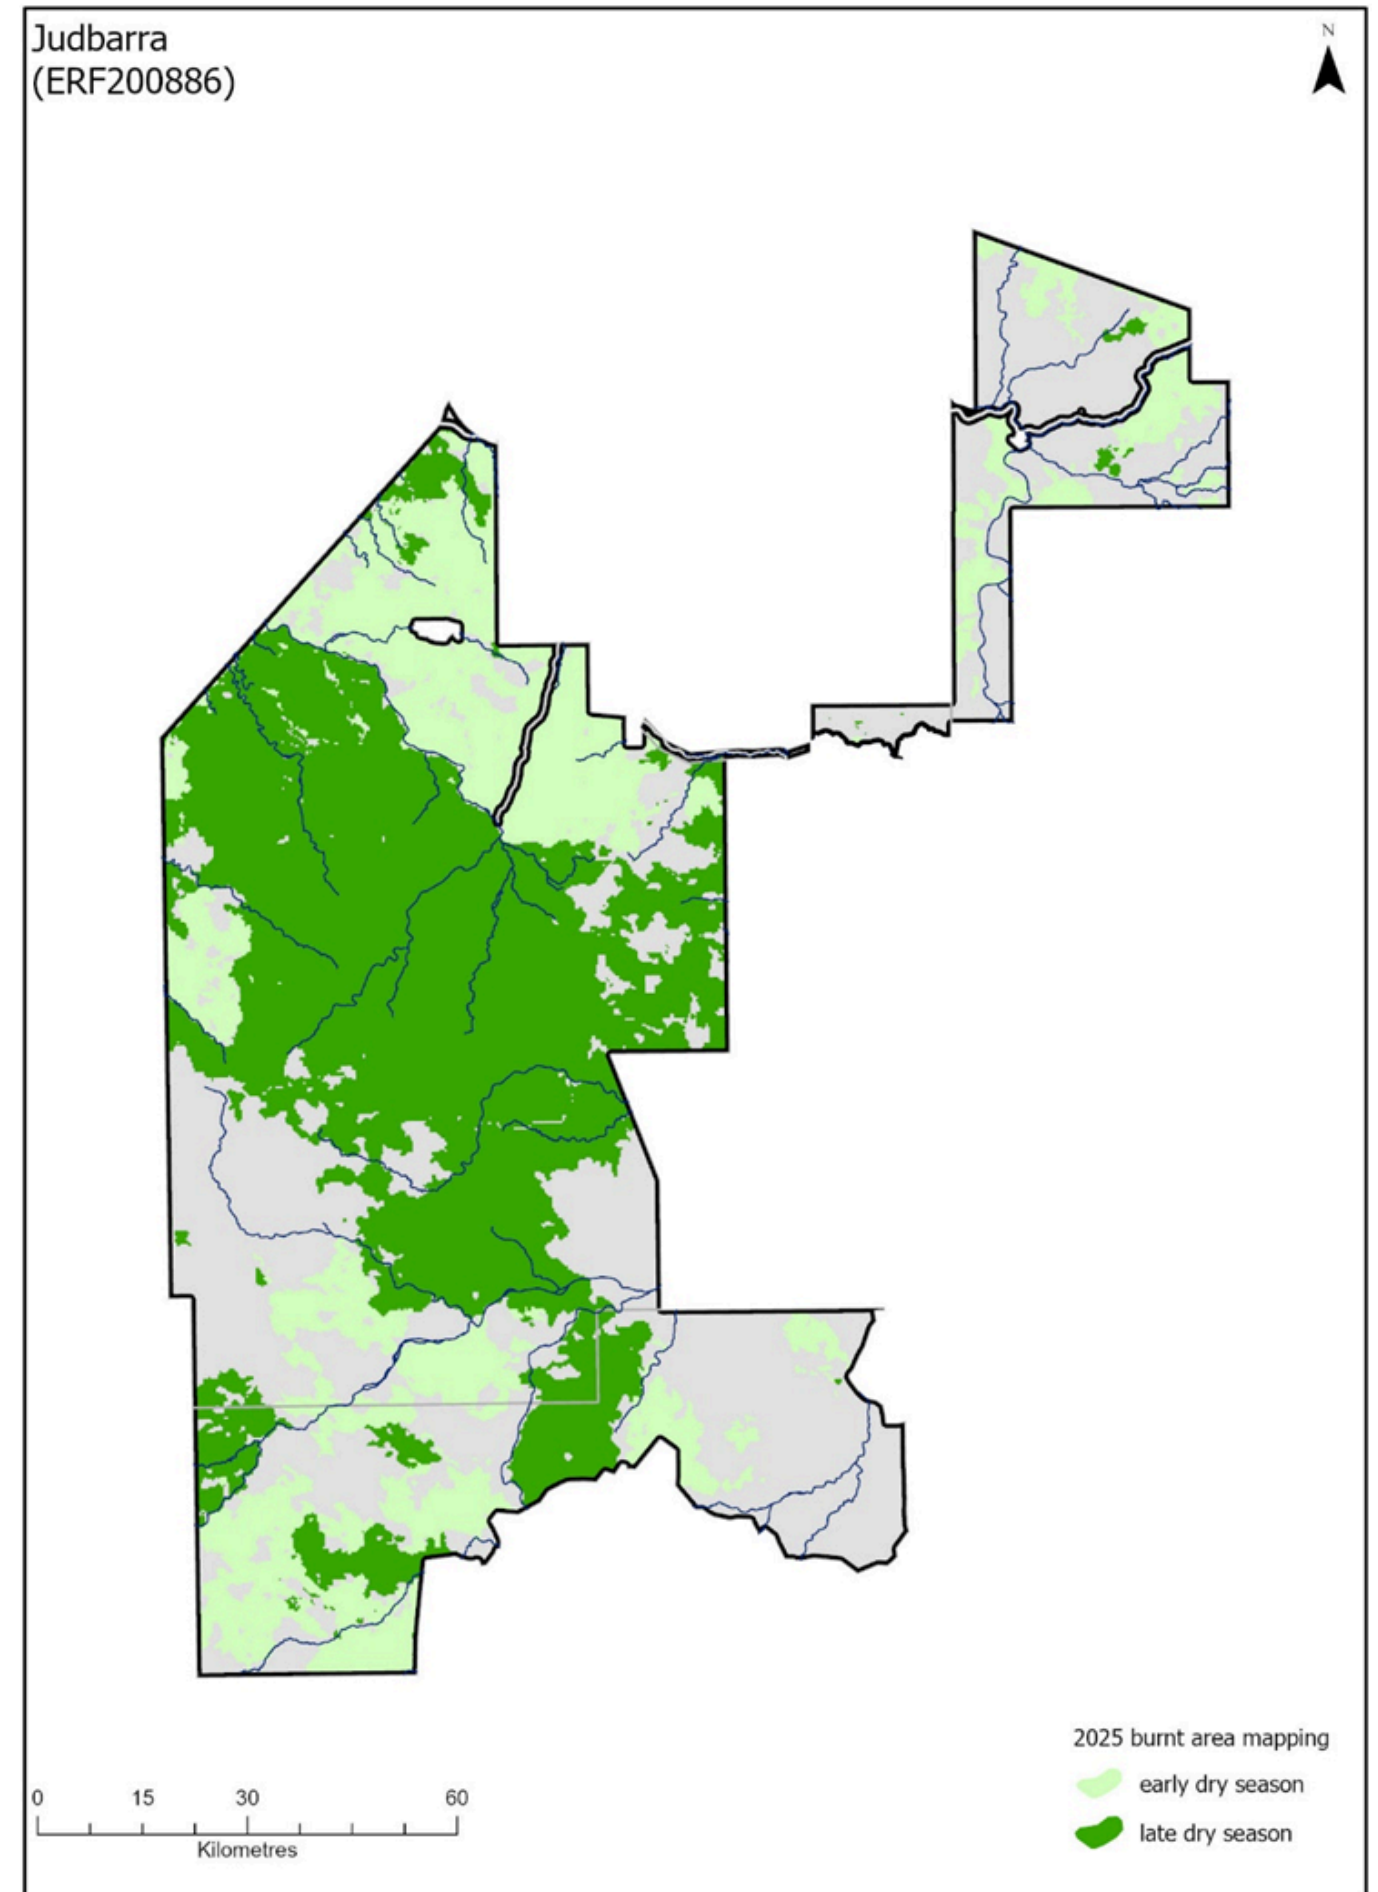 Judbarra
(ERF200886)
N
2025 burnt area mapping
early dry season
late dry season
0 15 30 60
Kilometres